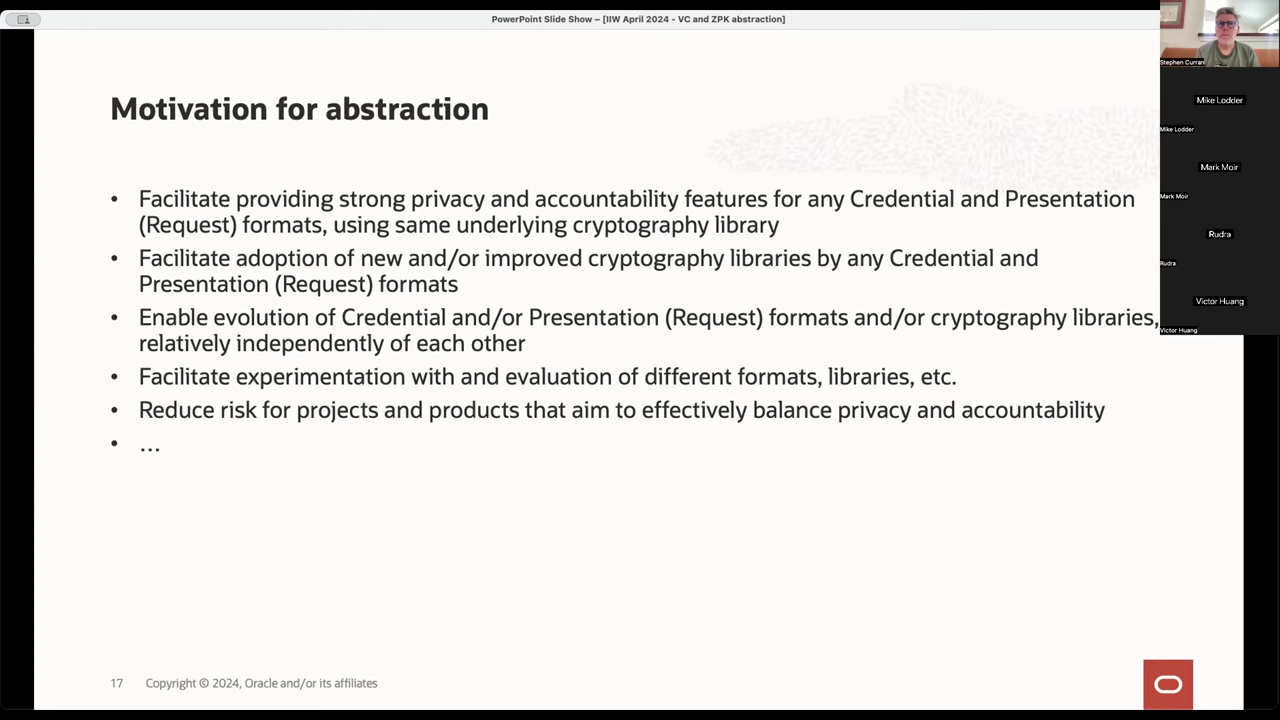 PowerPoint Slide Show – [IIW April 2024 - VC and ZPK abstraction]
Motivation for abstraction
• Facilitate providing strong privacy and accountability features for any Credential and Presentation
(Request) formats, using same underlying cryptography library
• Facilitate adoption of new and/or improved cryptography libraries by any Credential and
Presentation (Request) formats
• Enable evolution of Credential and/or Presentation (Request) formats and/or cryptography libraries,
relatively independently of each other
• Facilitate experimentation with and evaluation of different formats, libraries, etc.
• Reduce risk for projects and products that aim to effectively balance privacy and accountability
• …
17 Copyright © 2024, Oracle and/or its affiliates
Stephen Curran
Mike Lodder
Mike Lodder
Mark Moir
Mark Moir
Rudra
Rudra
Victor Huang
Victor Huang